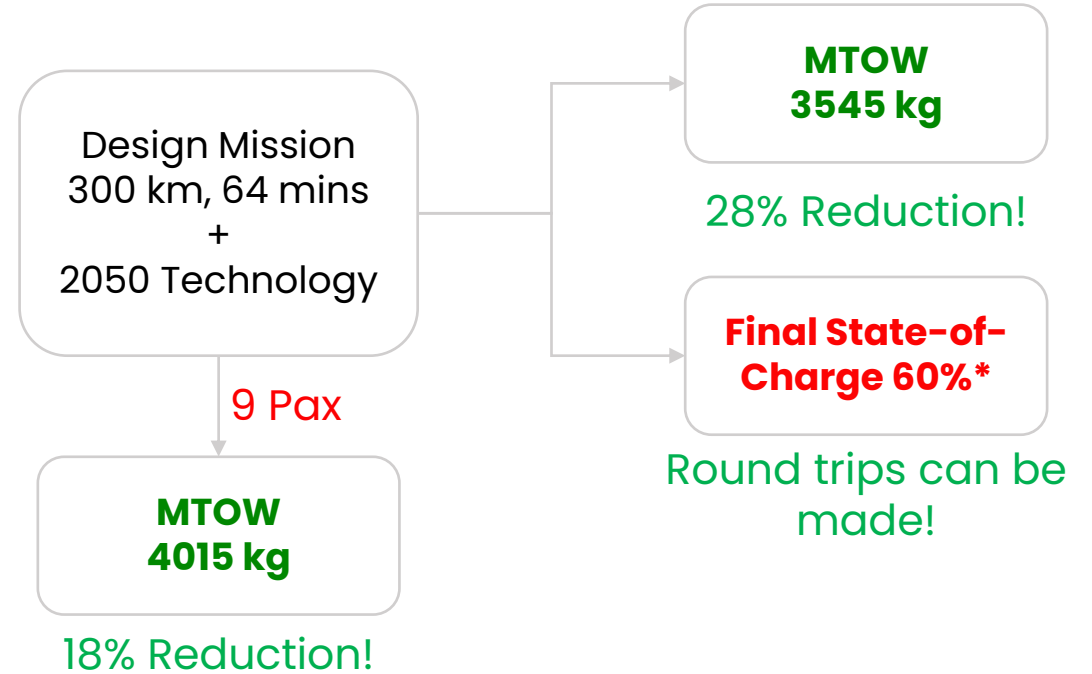 Design Mission
300 km, 64 mins
+
2050 Technology
MTOW
3545 kg
28% Reduction!
Final State-of-
Charge 60%*
Round trips can be
made!
9 Pax
MTOW
4015 kg
18% Reduction!